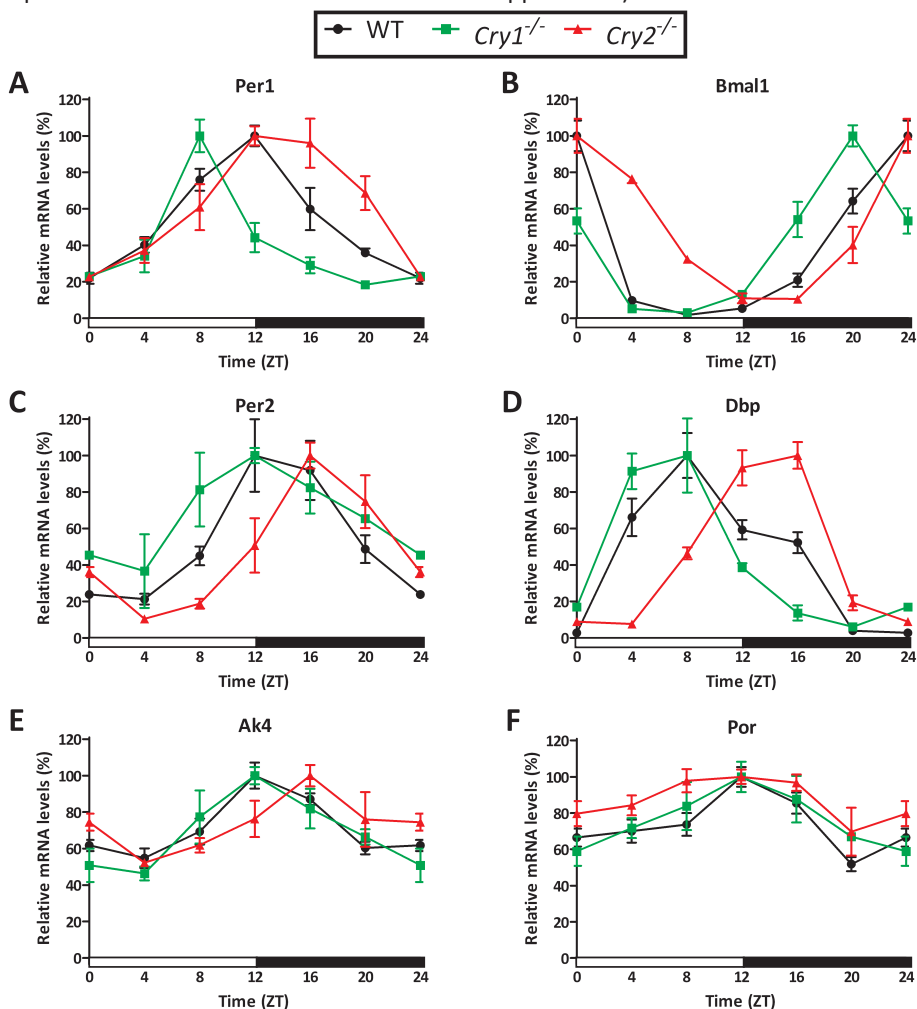 WT Cry1-/- Cry2-/-
A Per1
Relative mRNA levels (%)
120
100
80
60
40
20
0
0 4 8 12 16 20 24
Time (ZT)
B Bmal1
Relative mRNA levels (%)
120
100
80
60
40
20
0
0 4 8 12 16 20 24
Time (ZT)
C Per2
Relative mRNA levels (%)
120
100
80
60
40
20
0
0 4 8 12 16 20 24
Time (ZT)
D Dbp
Relative mRNA levels (%)
120
100
80
60
40
20
0
0 4 8 12 16 20 24
Time (ZT)
E Ak4
Relative mRNA levels (%)
120
100
80
60
40
20
0
0 4 8 12 16 20 24
Time (ZT)
F Por
Relative mRNA levels (%)
120
100
80
60
40
20
0
0 4 8 12 16 20 24
Time (ZT)